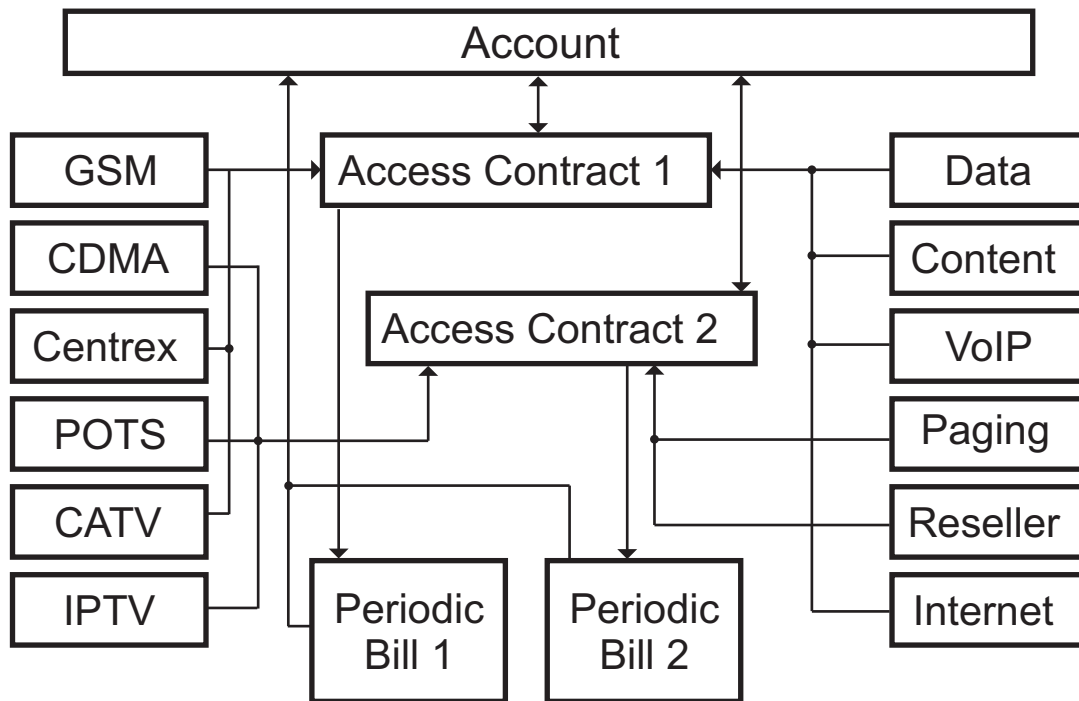 Account
GSM
Access Contract 1
Data
CDMA
Content
Access Contract 2
Centrex
VoIP
POTS
Paging
CATV
Reseller
IPTV
Periodic
Bill 1
Periodic
Bill 2
Internet